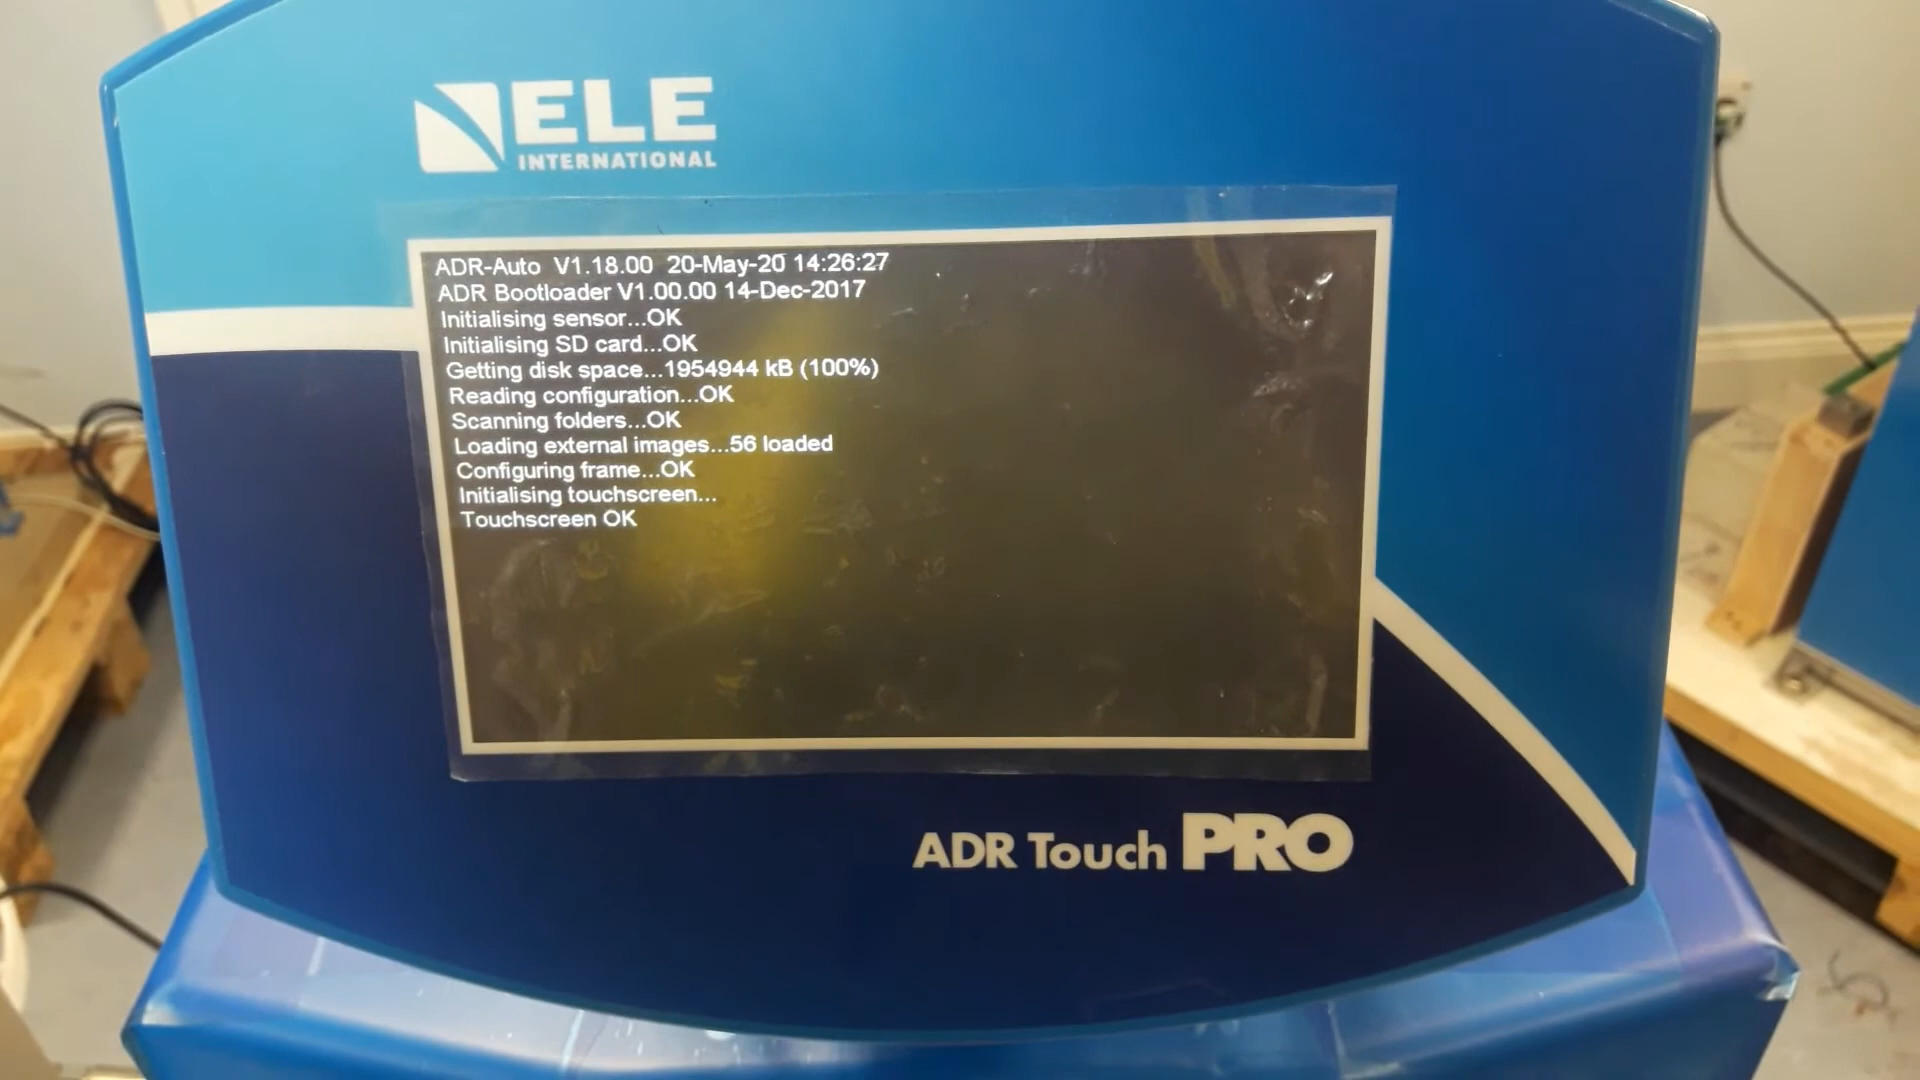 ELE
INTERNATIONAL
ADR-Auto V1.18.00 20-May-20 14:26:27
ADR Bootloader V1.00.00 14-Dec-2017
Initialising sensor...OK
Initialising SD card...OK
Getting disk space...1954944 kB (100%)
Reading configuration...OK
Scanning folders...OK
Loading external images...56 loaded
Configuring frame...OK
Initialising touchscreen...
Touchscreen OK
ADR Touch PRO